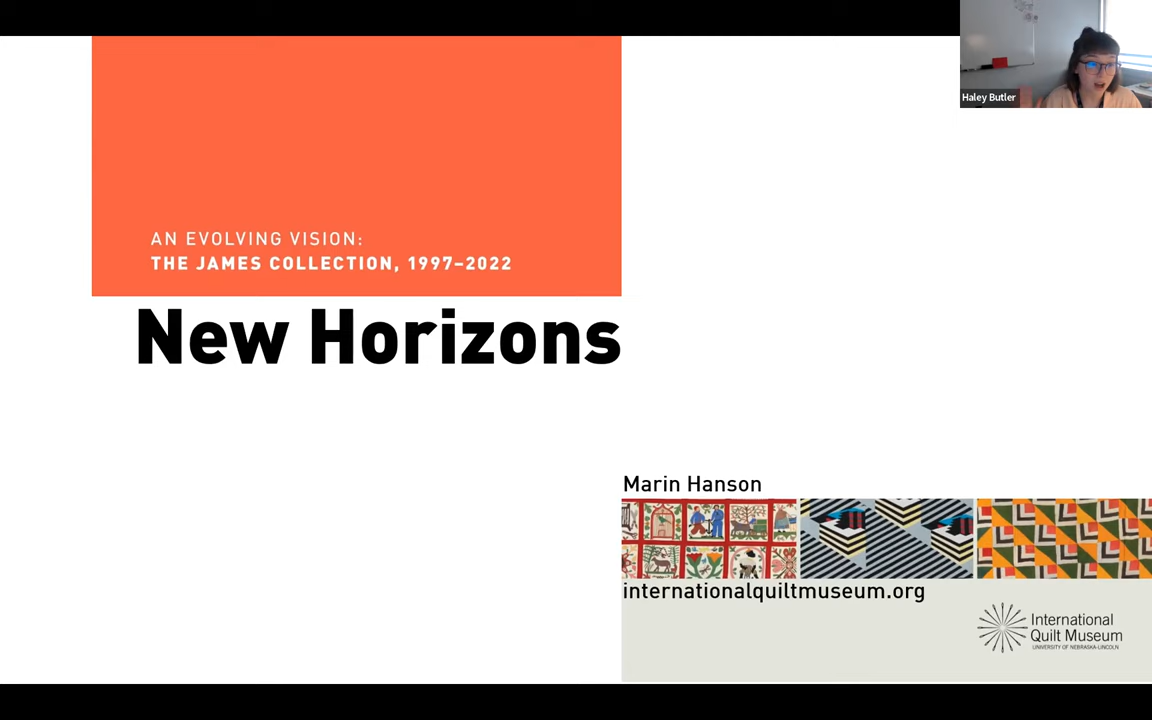 Haley Butler
AN EVOLVING VISION:
THE JAMES COLLECTION, 1997–2022
New Horizons
Marin Hanson
internationalquiltmuseum.org
International
Quilt Museum
UNIVERSITY OF NEBRASKA-LINCOLN